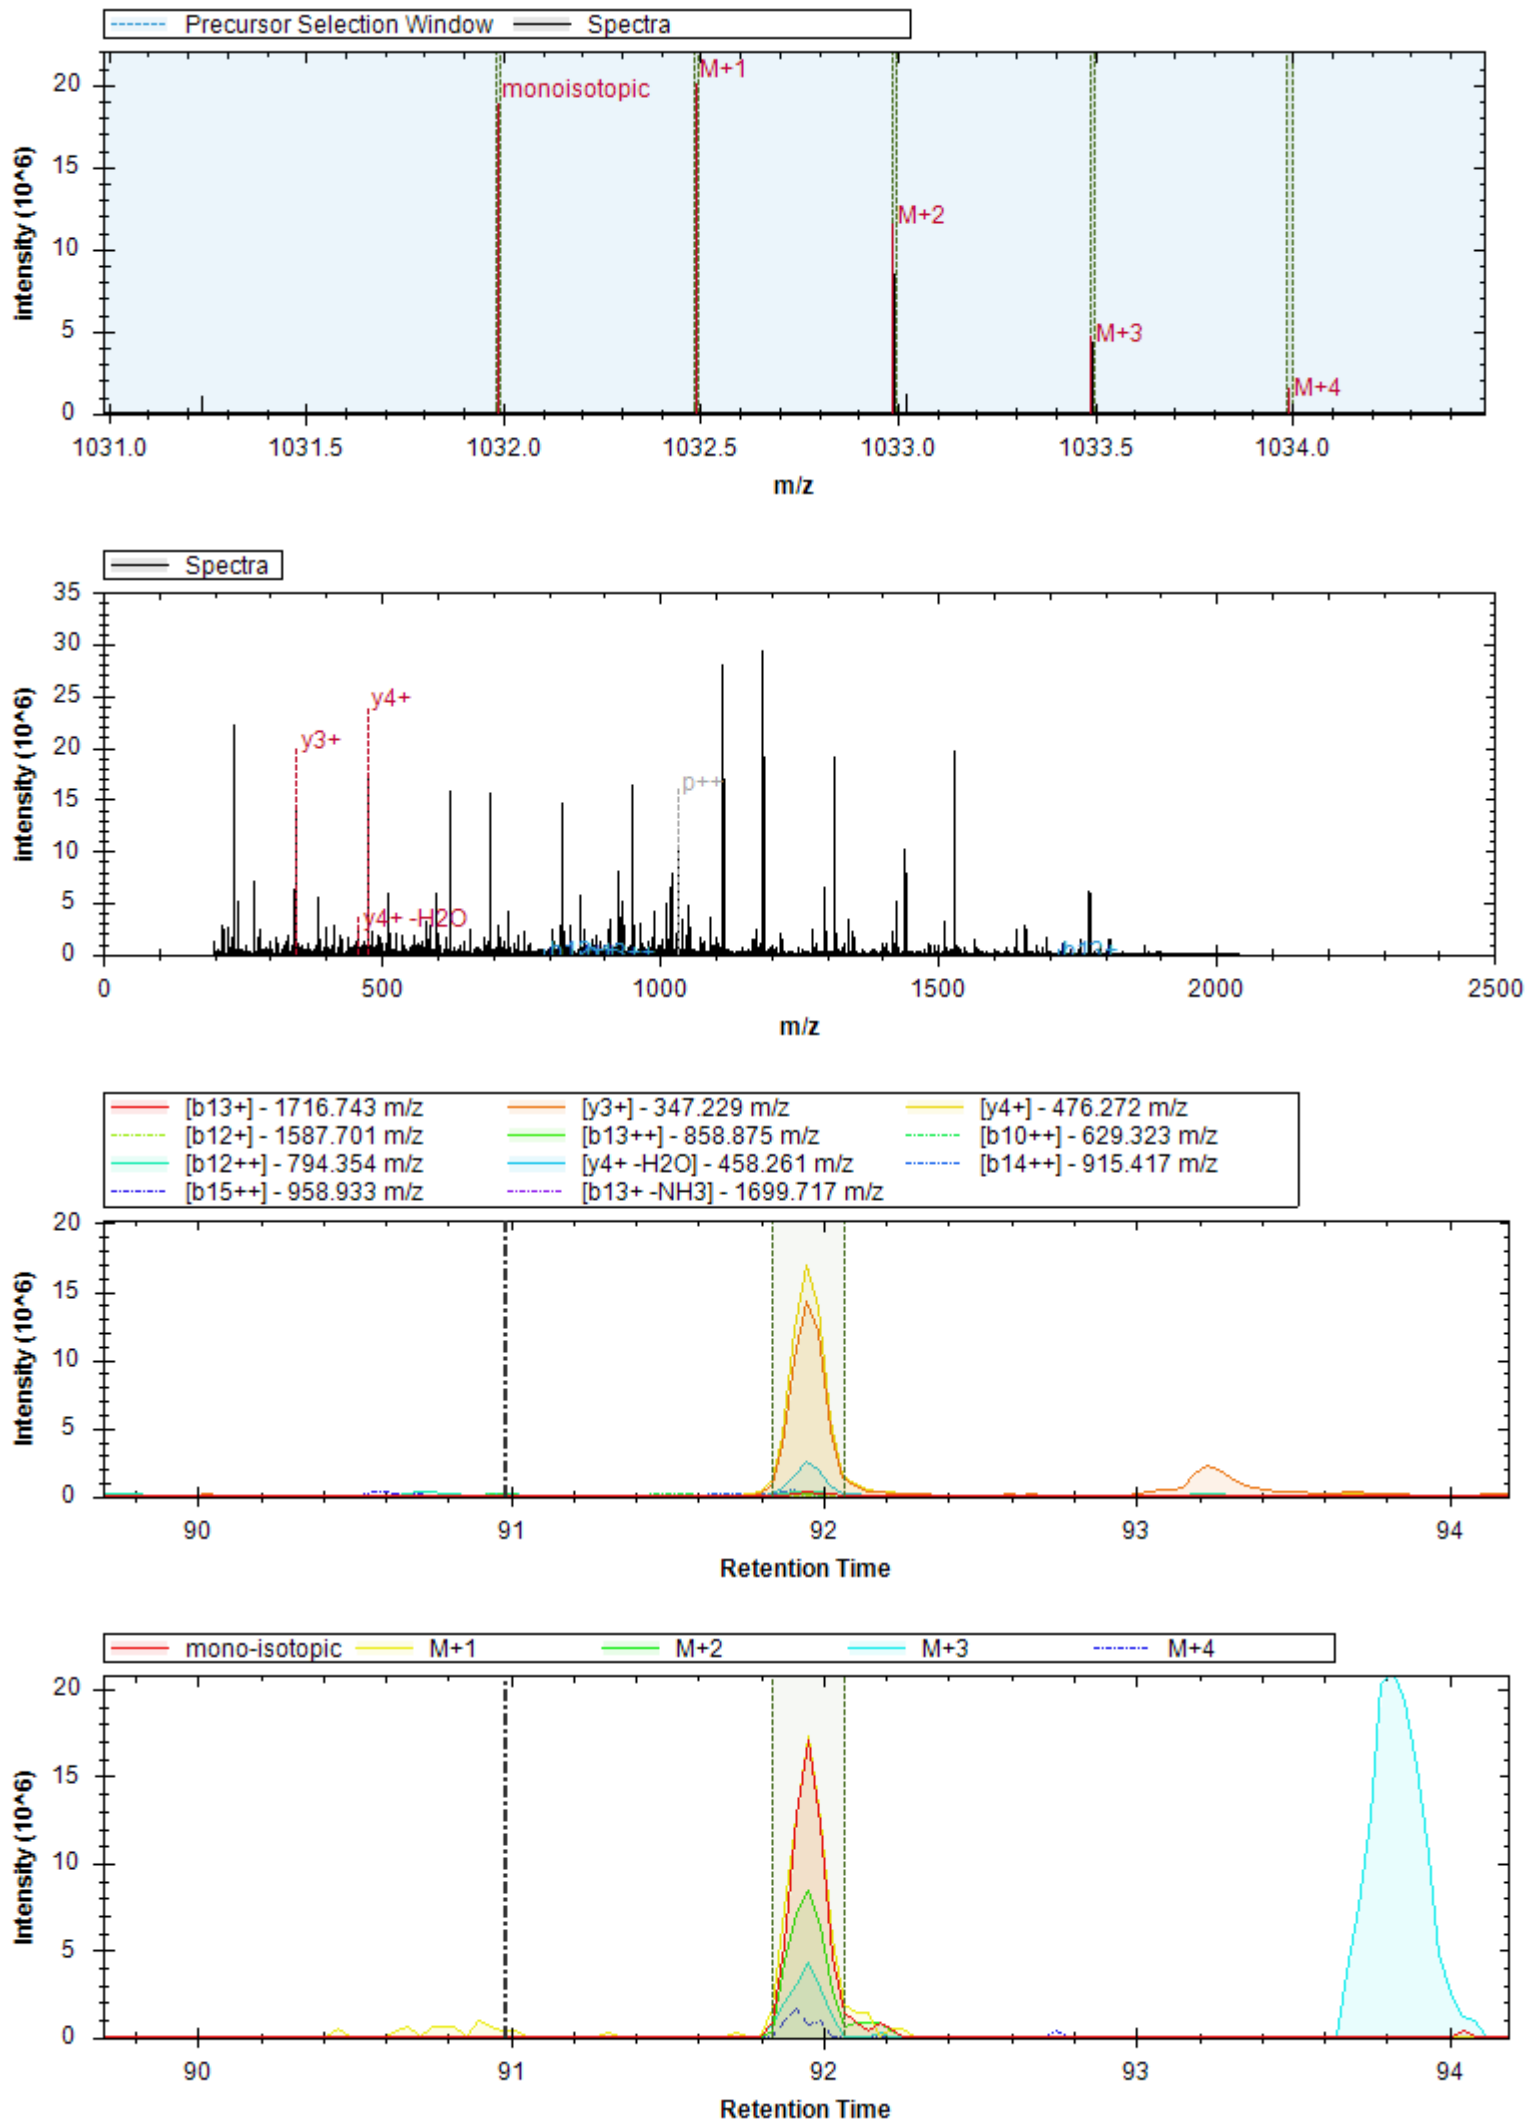 Precursor Selection Window Spectra
intensity (10^6)
20
15
10
5
0
monoisotopic
M+1
M+2
M+3
M+4
1031.0 1031.5 1032.0 1032.5 1033.0 1033.5 1034.0
m/z
Spectra
intensity (10^6)
35
30
25
20
15
10
5
0
y4+
y3+
p++
y4+ -H2O
b12+
0 500 1000 1500 2000 2500
m/z
[b13+] - 1716.743 m/z [y3+] - 347.229 m/z [y4+] - 476.272 m/z
[b12+] - 1587.701 m/z [b13++] - 858.875 m/z [b10++] - 629.323 m/z
[b12++] - 794.354 m/z [y4+ -H2O] - 458.261 m/z [b14++] - 915.417 m/z
[b15++] - 958.933 m/z [b13+ -NH3] - 1699.717 m/z
Intensity (10^6)
20
15
10
5
0
90 91 92 93 94
Retention Time
mono-isotopic M+1 M+2 M+3 M+4
Intensity (10^6)
20
15
10
5
0
90 91 92 93 94
Retention Time